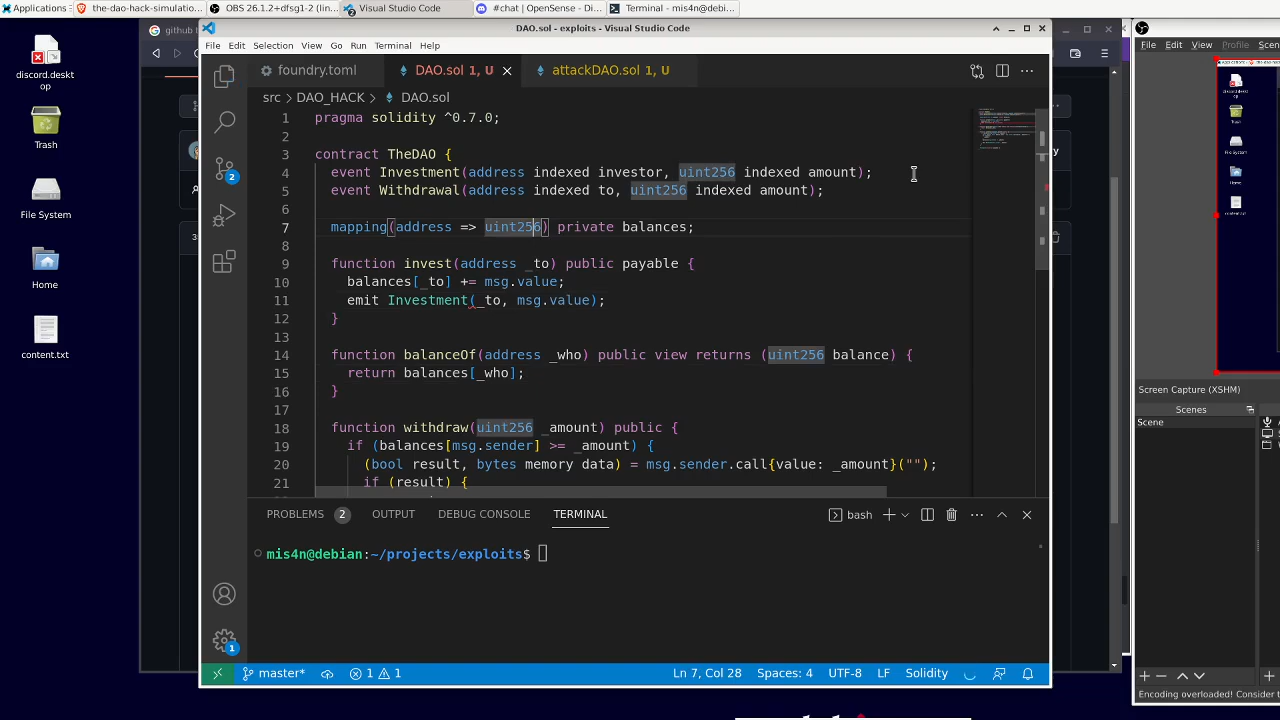 Applications
the-dao-hack-simulatio...
OBS 26.1.2+dfsg1-2 (lin...
Visual Studio Code
#chat | OpenSense - Di...
Terminal - mis4n@debi...
discord.deskt
op
Trash
File System
Home
content.txt
DAO.sol - exploits - Visual Studio Code
File Edit Selection View Go Run Terminal Help
foundry.toml
DAO.sol 1, U
attackDAO.sol 1, U
src > DAO_HACK > DAO.sol
1 pragma solidity ^0.7.0;
2
3 contract TheDAO {
4 event Investment(address indexed investor, uint256 indexed amount);
5 event Withdrawal(address indexed to, uint256 indexed amount);
6
7 mapping(address => uint256) private balances;
8
9 function invest(address _to) public payable {
10 balances[_to] += msg.value;
11 emit Investment(_to, msg.value);
12 }
13
14 function balanceOf(address _who) public view returns (uint256 balance) {
15 return balances[_who];
16 }
17
18 function withdraw(uint256 _amount) public {
19 if (balances[msg.sender] >= _amount) {
20 (bool result, bytes memory data) = msg.sender.call{value: _amount}("");
21 if (result) {
PROBLEMS 2 OUTPUT DEBUG CONSOLE TERMINAL
bash
mis4n@debian:~/projects/exploits$
2
1
master* 1 1
Ln 7, Col 28 Spaces: 4 UTF-8 LF Solidity
github
File Edit View Profile Scen
Screen Capture (XSHM)
Scenes
Scene
Encoding overloaded! Consider t